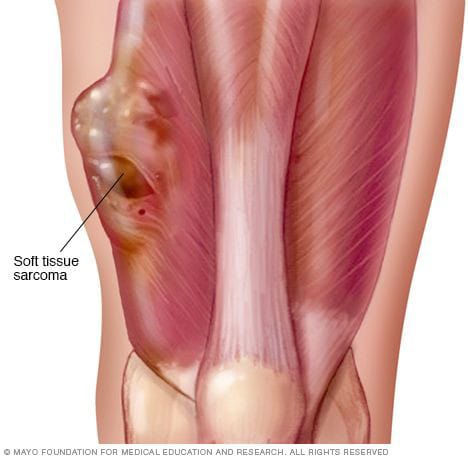 Soft tissue
sarcoma
© MAYO FOUNDATION FOR MEDICAL EDUCATION AND RESEARCH. ALL RIGHTS RESERVED